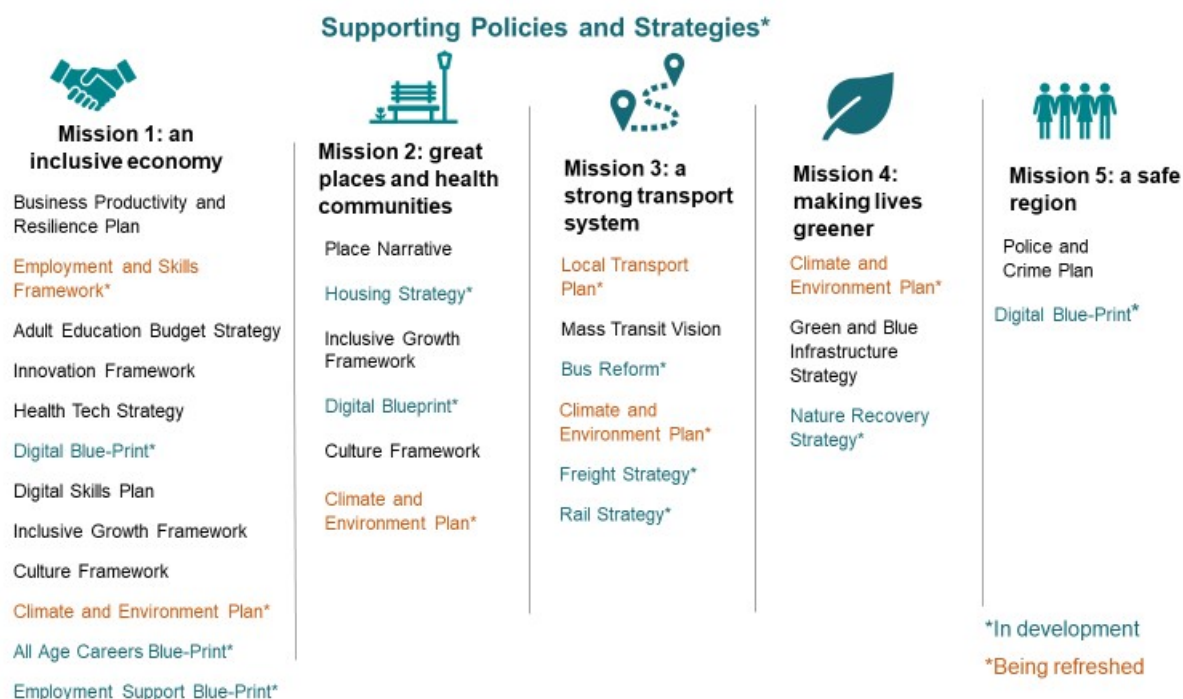 Supporting Policies and Strategies*
Mission 1: an
inclusive economy
Business Productivity and
Resilience Plan
Employment and Skills
Framework*
Adult Education Budget Strategy
Innovation Framework
Health Tech Strategy
Digital Blue-Print*
Digital Skills Plan
Inclusive Growth Framework
Culture Framework
Climate and Environment Plan*
All Age Careers Blue-Print*
Employment Support Blue-Print*
Mission 2: great
places and health
communities
Place Narrative
Housing Strategy*
Inclusive Growth
Framework
Digital Blueprint*
Culture Framework
Climate and
Environment Plan*
Mission 3: a
strong transport
system
Local Transport
Plan*
Mass Transit Vision
Bus Reform*
Climate and
Environment Plan*
Freight Strategy*
Rail Strategy*
Mission 4:
making lives
greener
Climate and
Environment Plan*
Green and Blue
Infrastructure
Strategy
Nature Recovery
Strategy*
Mission 5: a safe
region
Police and
Crime Plan
Digital Blue-Print*
*In development
*Being refreshed